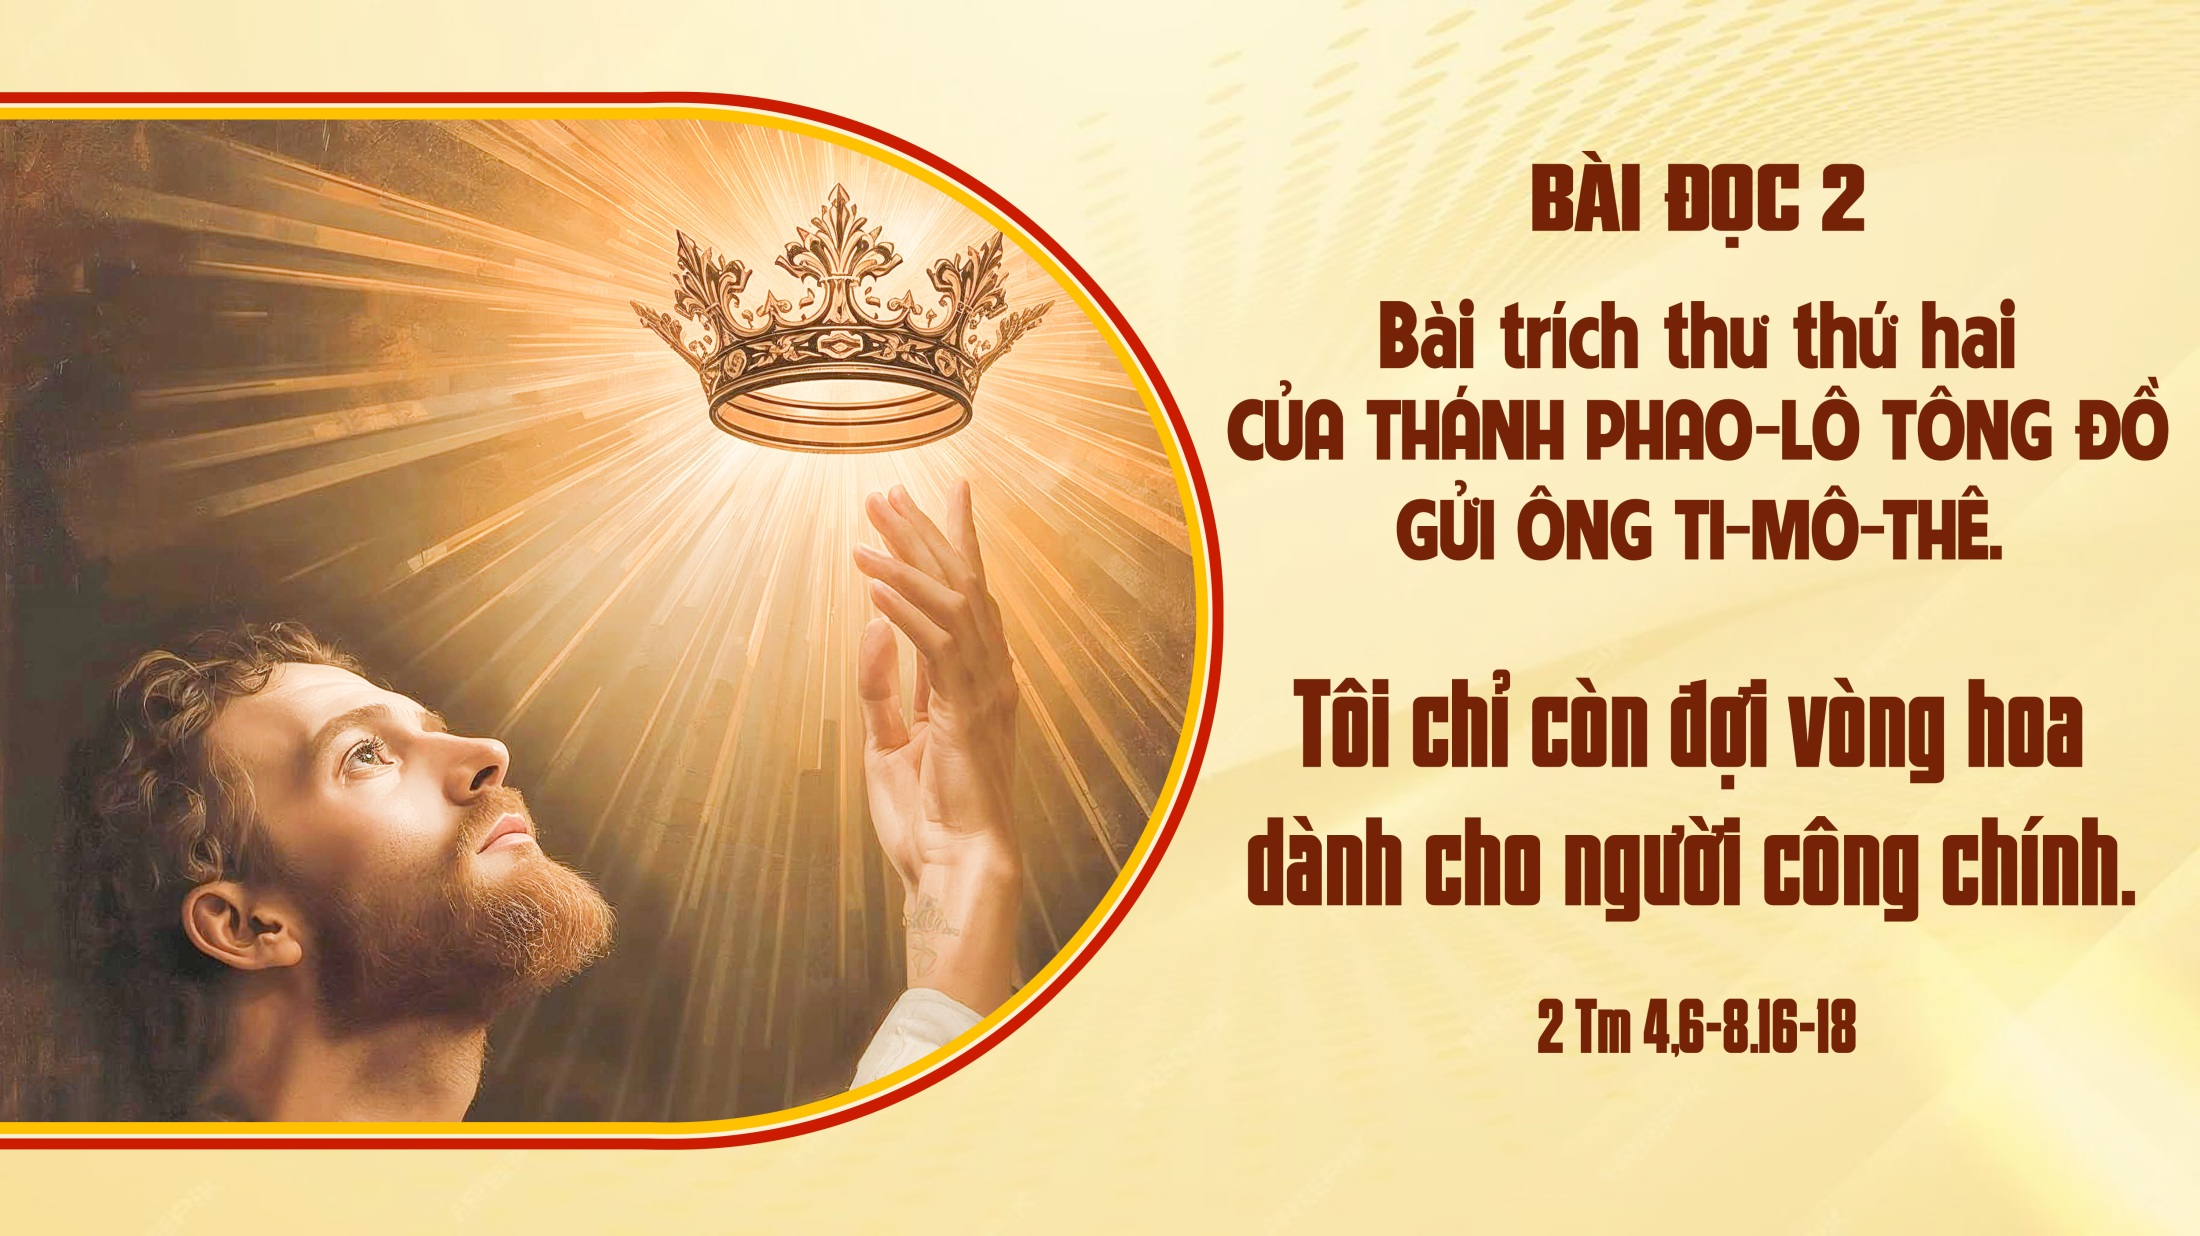 BÀI ĐỌC 2
Bài trích thư thứ hai
CỦA THÁNH PHAO-LÔ TÔNG ĐỒ
GỬI ÔNG TI-MÔ-THÊ.
Tôi chỉ còn đợi vòng hoa
dành cho người công chính.
2 Tm 4,6-8.16-18